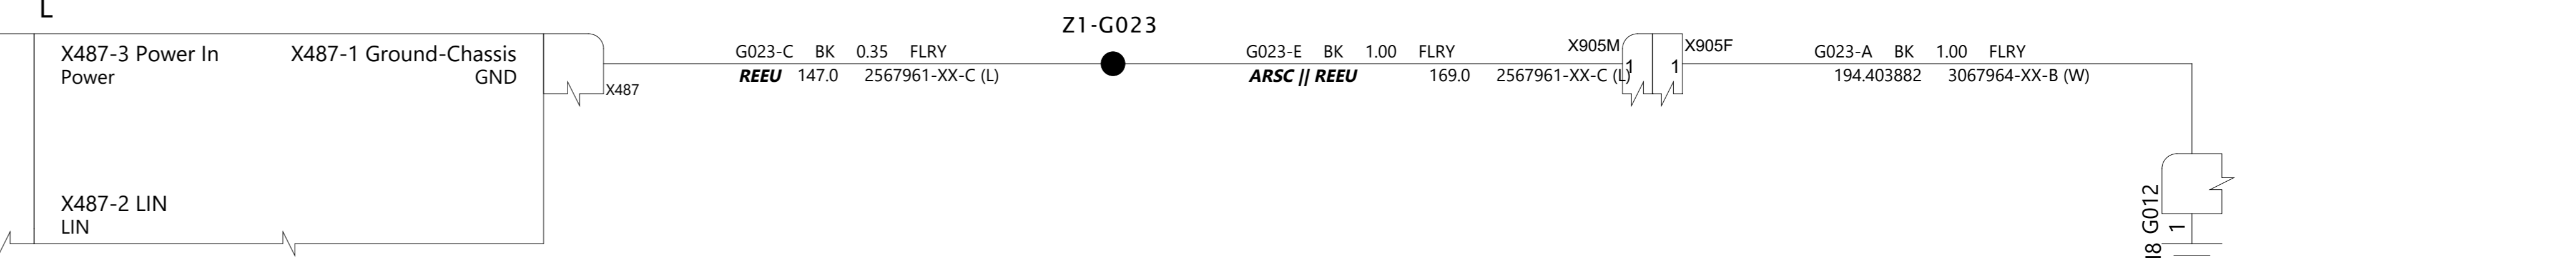 L
Z1-G023
X487-3 Power In
Power
X487-1 Ground-Chassis
GND
X487
G023-C BK 0.35 FLRY
REEU 147.0 2567961-XX-C (L)
G023-E BK 1.00 FLRY
ARSC || REEU 169.0 2567961-XX-C (L)
X905M
1
1
X905F
G023-A BK 1.00 FLRY
194.403882 3067964-XX-B (W)
X487-2 LIN
LIN
G012
1